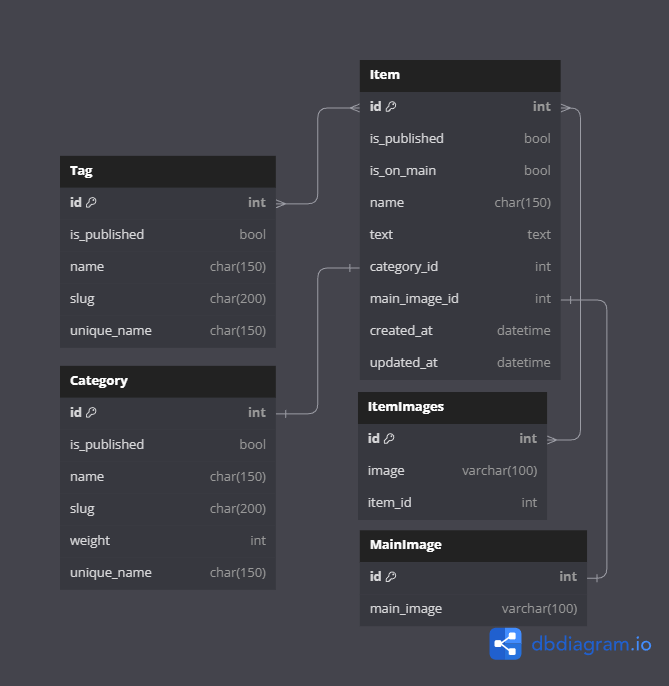 Item
id int
is_published bool
is_on_main bool
name char(150)
text text
category_id int
main_image_id int
created_at datetime
updated_at datetime
Tag
id int
is_published bool
name char(150)
slug char(200)
unique_name char(150)
Category
id int
is_published bool
name char(150)
slug char(200)
weight int
unique_name char(150)
ItemImages
id int
image varchar(100)
item_id int
MainImage
id int
main_image varchar(100)
dbdiagram.io